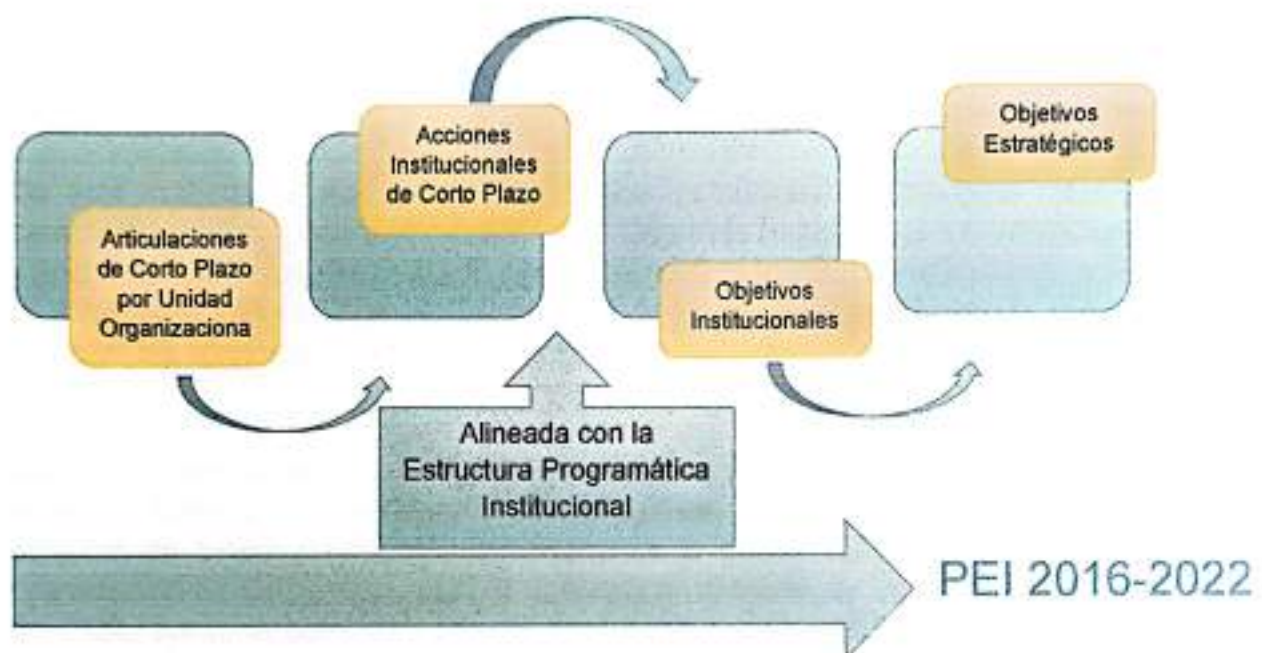 Articulaciones
de Corto Plazo
por Unidad
Organizaciona
Acciones
Institucionales
de Corto Plazo
Objetivos
Institucionales
Objetivos
Estratégicos
Alineada con la
Estructura Programática
Institucional
PEI 2016-2022